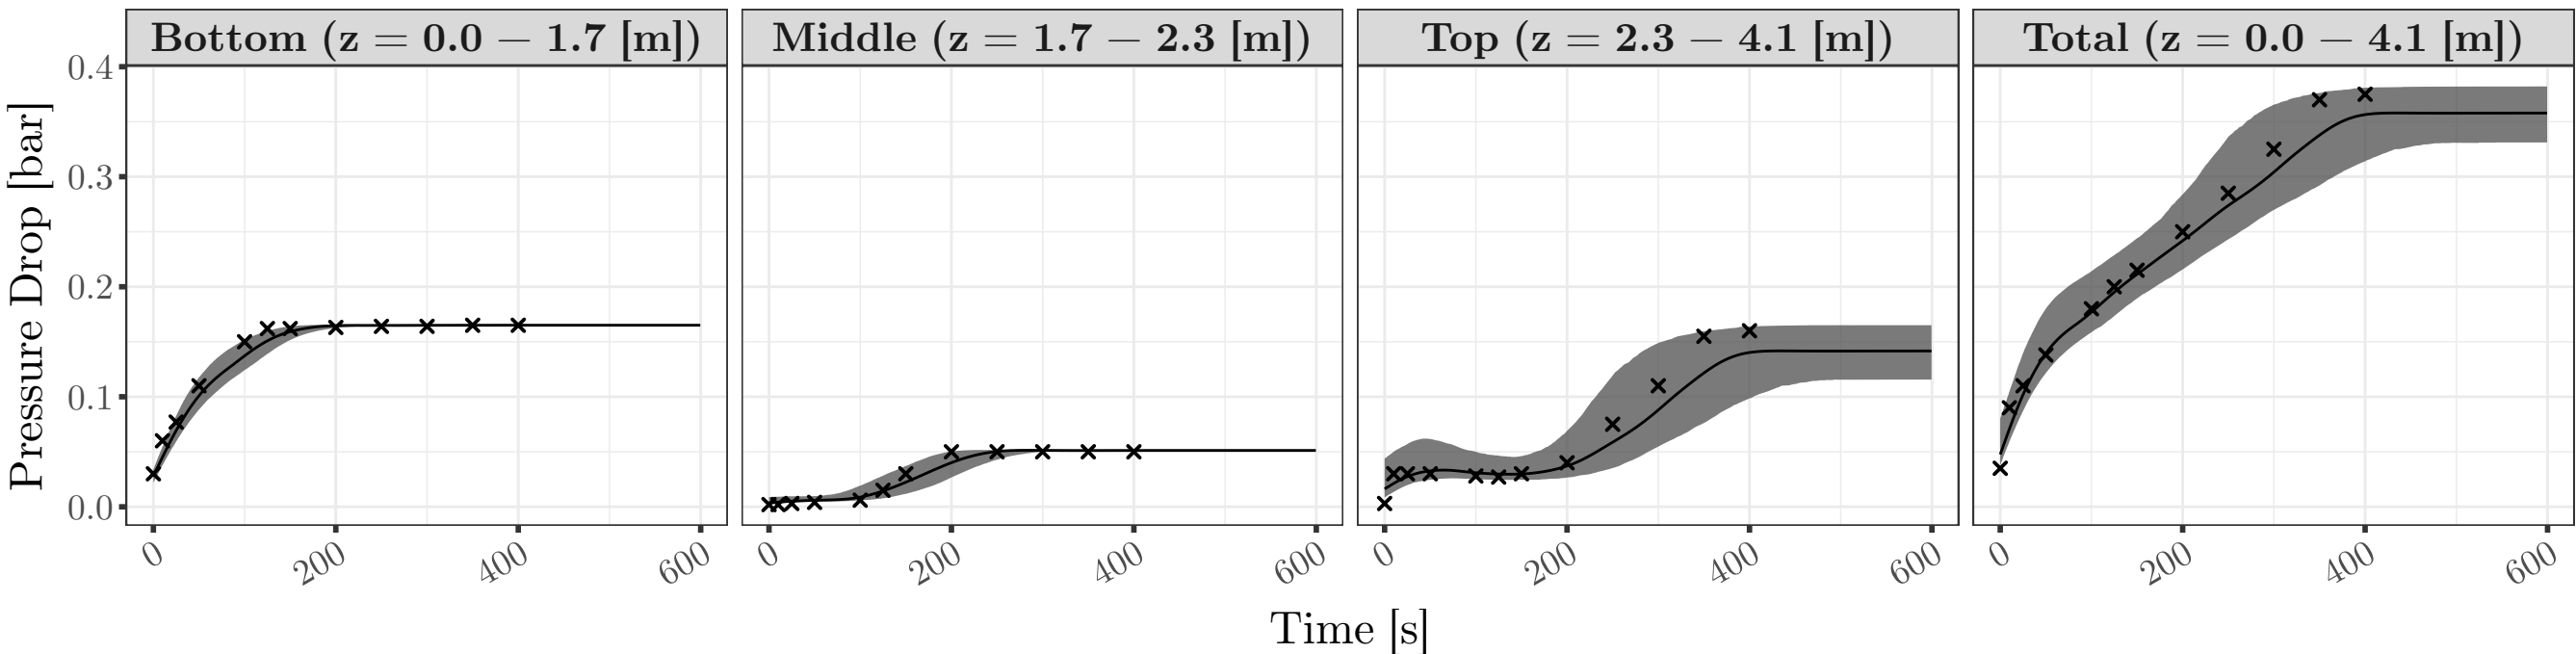 Bottom (z = 0.0 − 1.7 [m])
Middle (z = 1.7 − 2.3 [m])
Top (z = 2.3 − 4.1 [m])
Total (z = 0.0 − 4.1 [m])
Pressure Drop [bar]
0.4
0.3
0.2
0.1
0.0
0 200 400 600
0 200 400 600
0 200 400 600
0 200 400 600
Time [s]